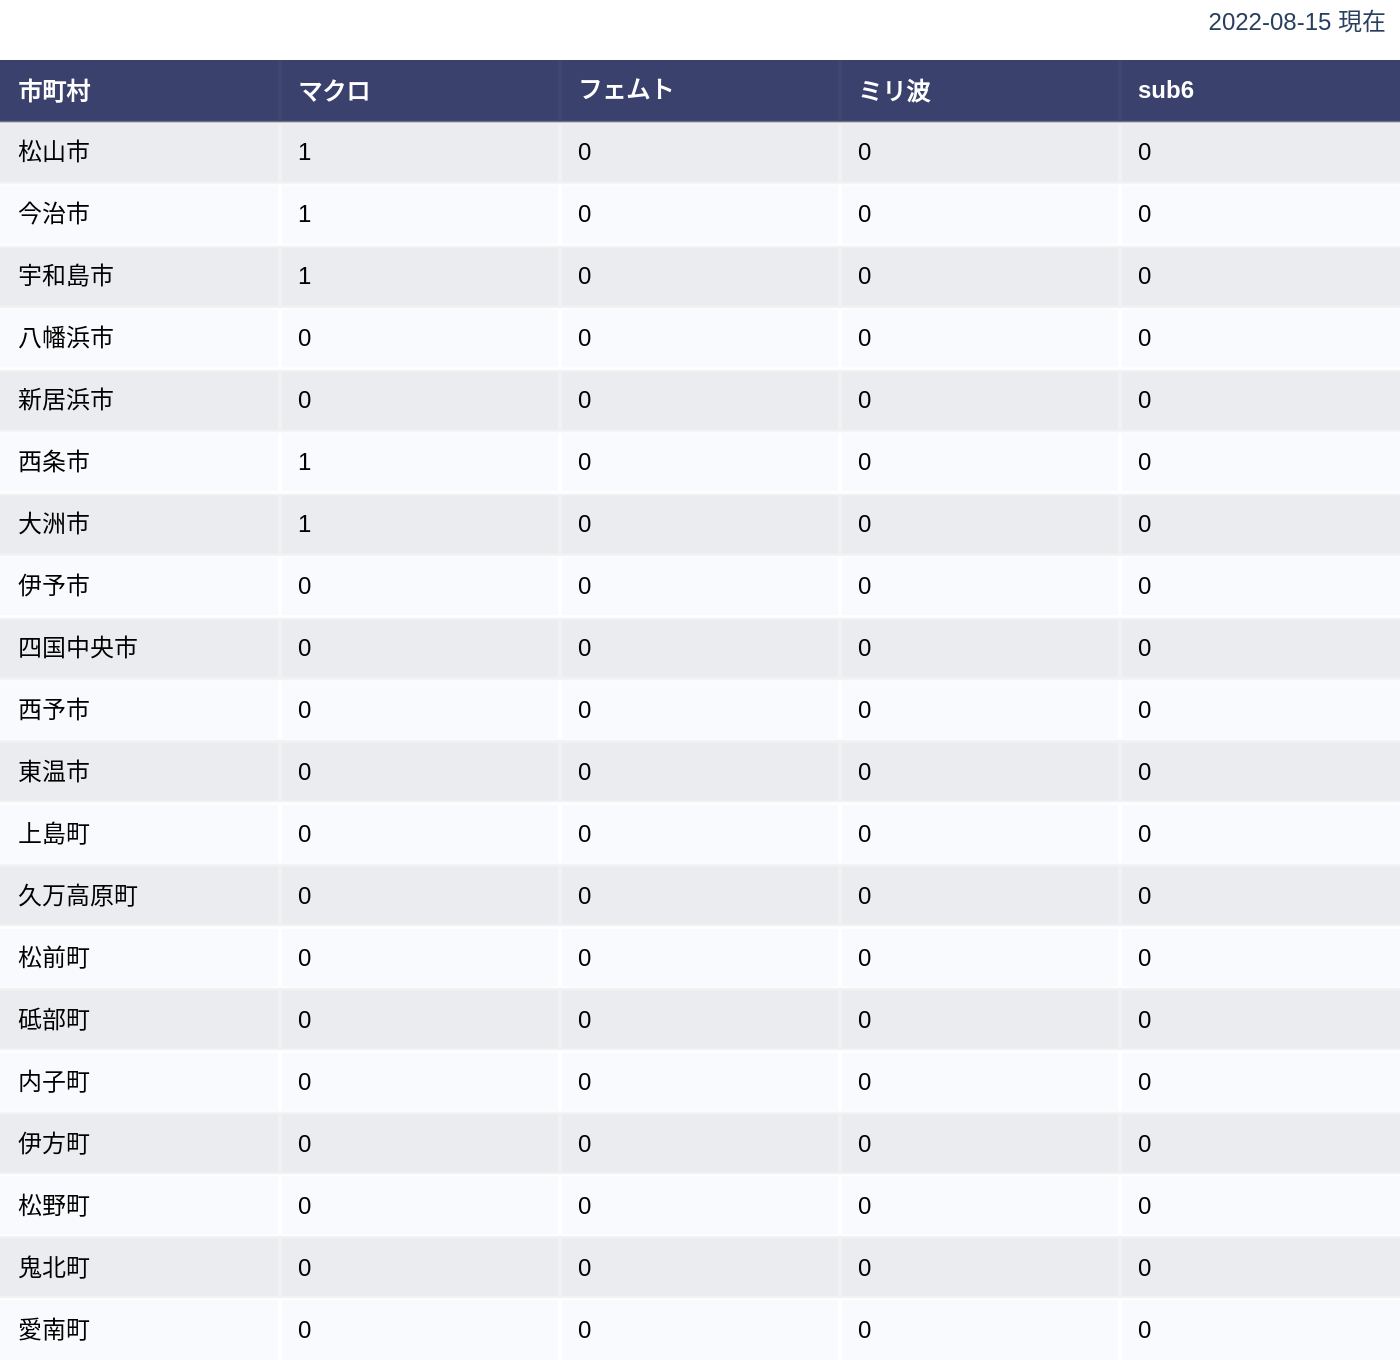 2022-08-15 現在
市町村 マクロ フェムト ミリ波 sub6
松山市 1 0 0 0
今治市 1 0 0 0
宇和島市 1 0 0 0
八幡浜市 0 0 0 0
新居浜市 0 0 0 0
西条市 1 0 0 0
大洲市 1 0 0 0
伊予市 0 0 0 0
四国中央市 0 0 0 0
西予市 0 0 0 0
東温市 0 0 0 0
上島町 0 0 0 0
久万高原町 0 0 0 0
松前町 0 0 0 0
砥部町 0 0 0 0
内子町 0 0 0 0
伊方町 0 0 0 0
松野町 0 0 0 0
鬼北町 0 0 0 0
愛南町 0 0 0 0